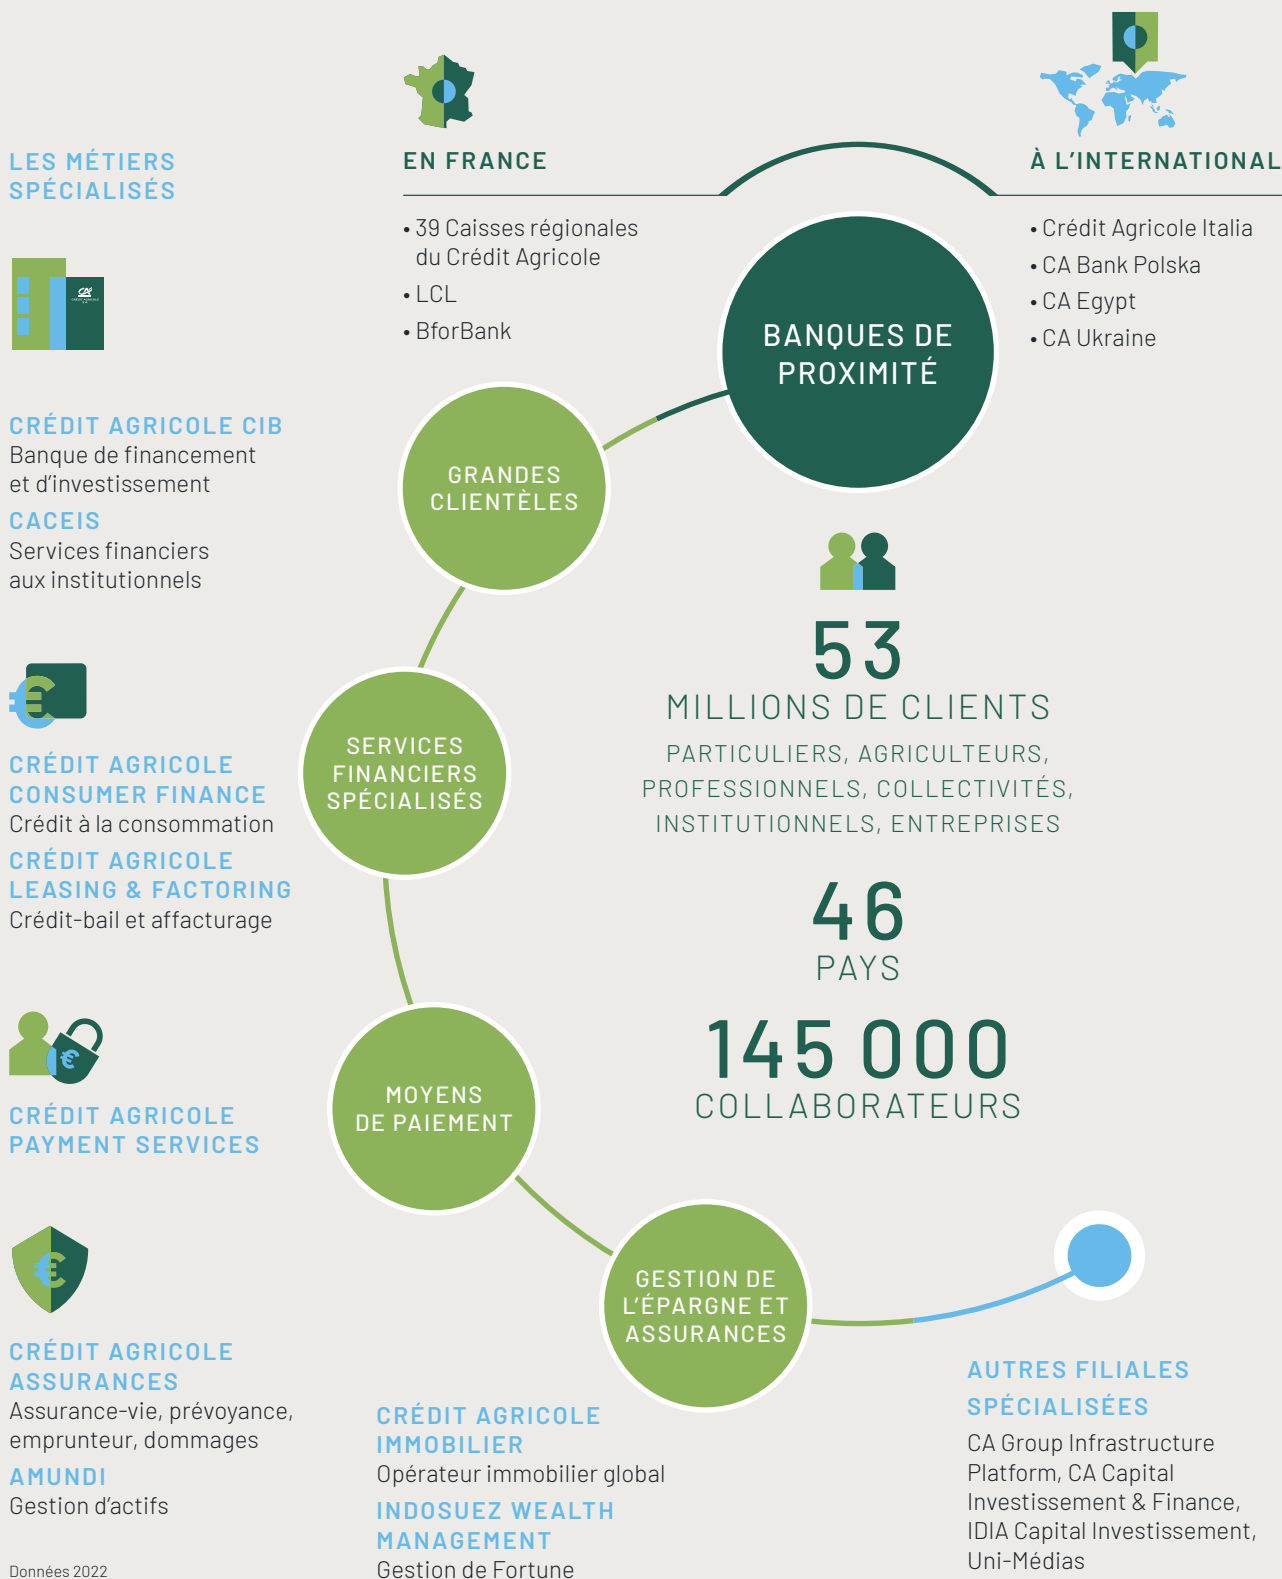 LES MÉTIERS
SPÉCIALISÉS
EN FRANCE
• 39 Caisses régionales
du Crédit Agricole
• LCL
• BforBank
À L'INTERNATIONAL
• Crédit Agricole Italia
• CA Bank Polska
• CA Egypt
• CA Ukraine
BANQUES DE
PROXIMITÉ
CRÉDIT AGRICOLE CIB
Banque de financement
et d'investissement
CACEIS
Services financiers
aux institutionnels
GRANDES
CLIENTÈLES
53
MILLIONS DE CLIENTS
PARTICULIERS, AGRICULTEURS,
PROFESSIONNELS, COLLECTIVITÉS,
INSTITUTIONNELS, ENTREPRISES
46
PAYS
145 000
COLLABORATEURS
CRÉDIT AGRICOLE
CONSUMER FINANCE
Crédit à la consommation
CRÉDIT AGRICOLE
LEASING & FACTORING
Crédit-bail et affacturage
SERVICES
FINANCIERS
SPÉCIALISÉS
CRÉDIT AGRICOLE
PAYMENT SERVICES
MOYENS
DE PAIEMENT
GESTION DE
L'ÉPARGNE ET
ASSURANCES
CRÉDIT AGRICOLE
ASSURANCES
Assurance-vie, prévoyance,
emprunteur, dommages
AMUNDI
Gestion d'actifs
CRÉDIT AGRICOLE
IMMOBILIER
Opérateur immobilier global
INDOSUEZ WEALTH
MANAGEMENT
Gestion de Fortune
AUTRES FILIALES
SPÉCIALISÉES
CA Group Infrastructure
Platform, CA Capital
Investissement & Finance,
IDIA Capital Investissement,
Uni-Médias
Données 2022